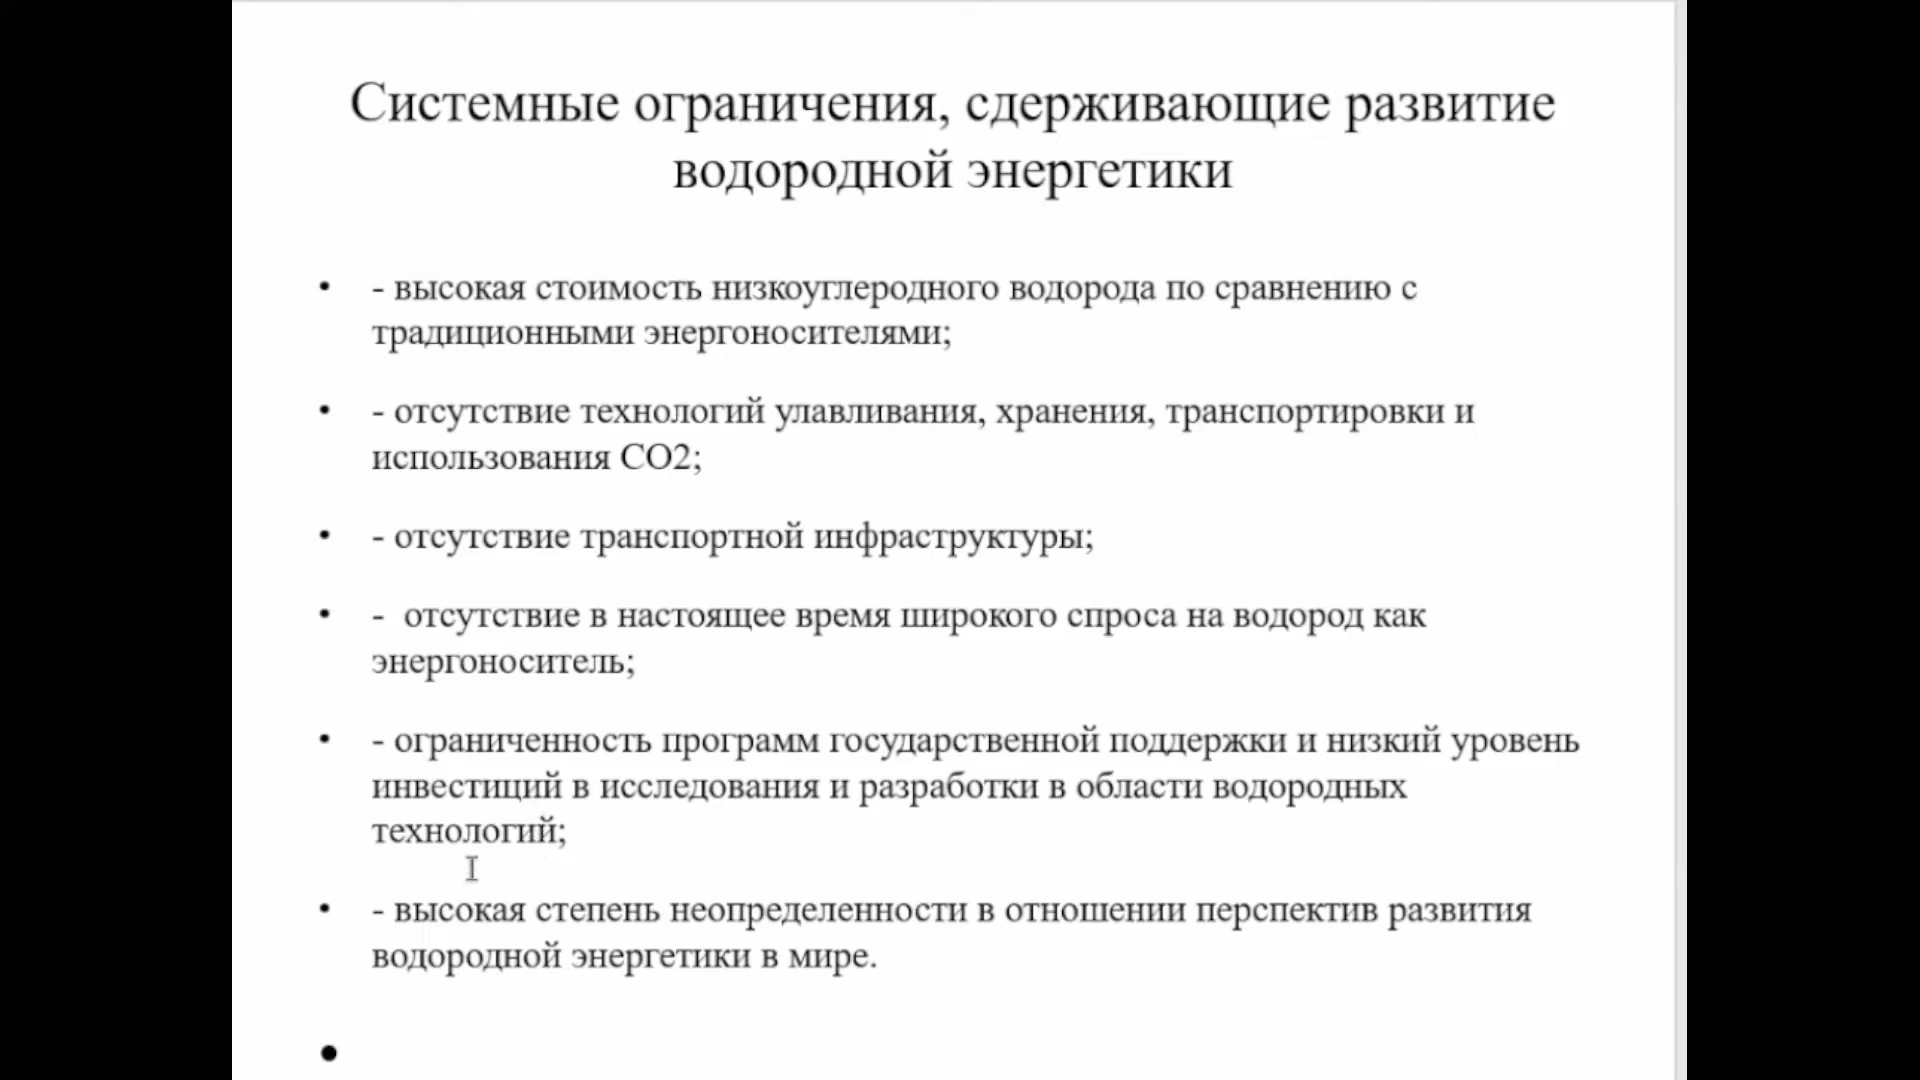 Системные ограничения, сдерживающие развитие
водородной энергетики
• - высокая стоимость низкоуглеродного водорода по сравнению с
традиционными энергоносителями;
• - отсутствие технологий улавливания, хранения, транспортировки и
использования СО2;
• - отсутствие транспортной инфраструктуры;
• - отсутствие в настоящее время широкого спроса на водород как
энергоноситель;
• - ограниченность программ государственной поддержки и низкий уровень
инвестиций в исследования и разработки в области водородных
технологий;
• - высокая степень неопределенности в отношении перспектив развития
водородной энергетики в мире.
•